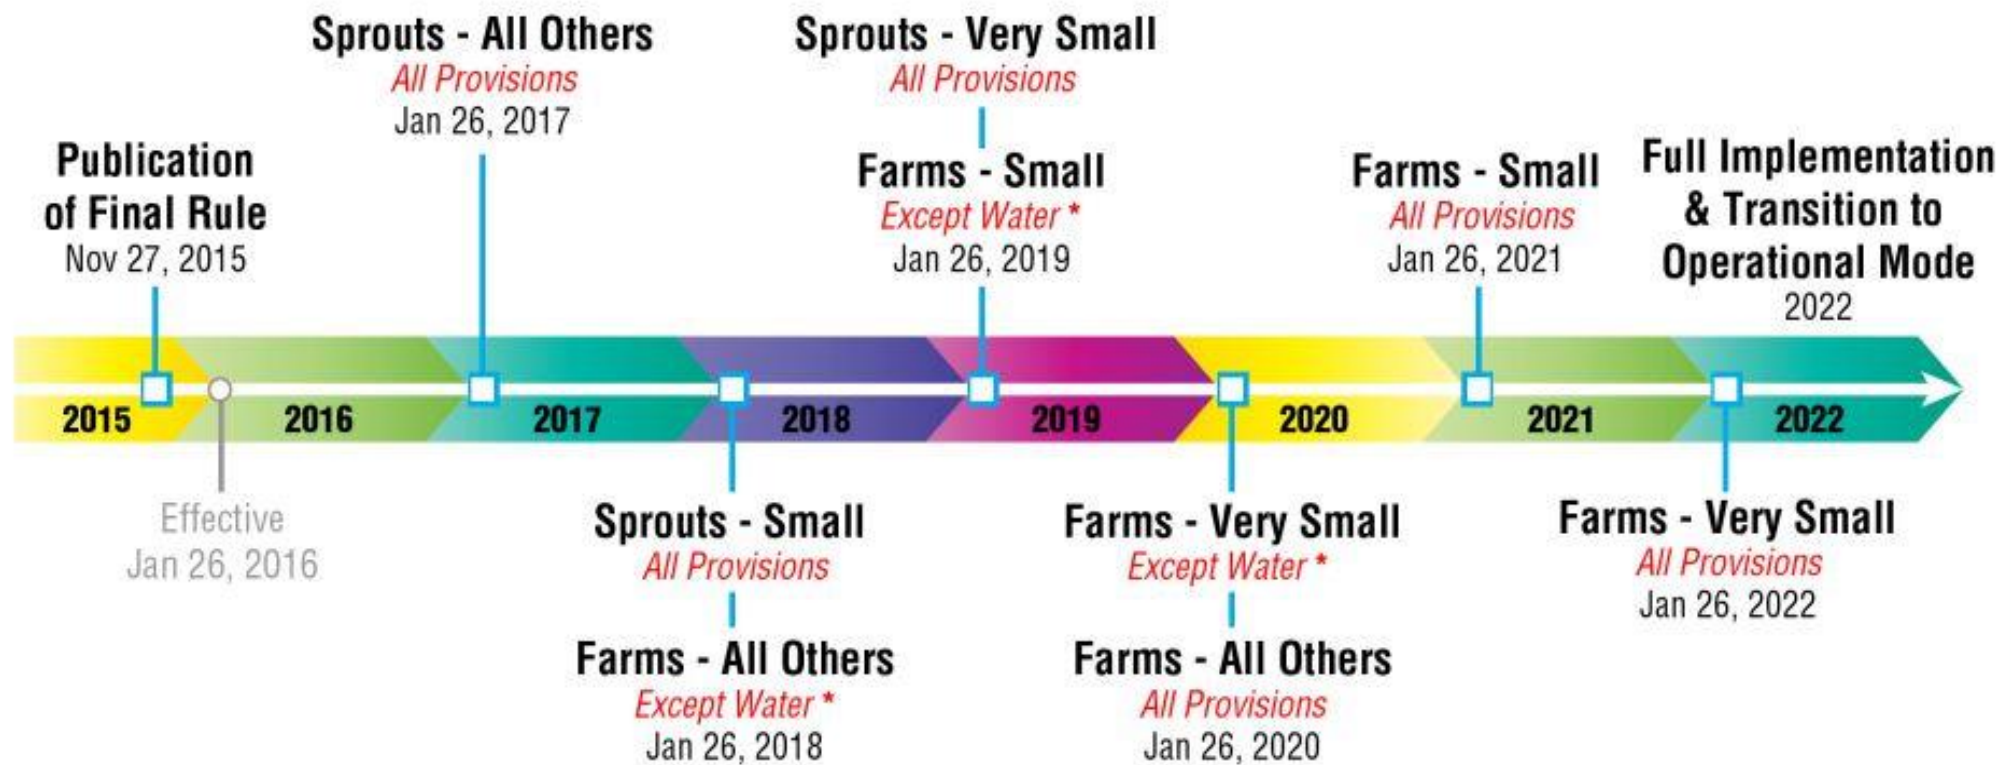 Sprouts - All Others
All Provisions
Jan 26, 2017
Sprouts - Very Small
All Provisions
Publication
of Final Rule
Nov 27, 2015
Farms - Small
Except Water *
Jan 26, 2019
Farms - Small
All Provisions
Jan 26, 2021
Full Implementation
& Transition to
Operational Mode
2022
2015
2016
2017
2018
2019
2020
2021
2022
Effective
Jan 26, 2016
Sprouts - Small
All Provisions
Farms - All Others
Except Water *
Jan 26, 2018
Farms - Very Small
Except Water *
Farms - All Others
All Provisions
Jan 26, 2020
Farms - Very Small
All Provisions
Jan 26, 2022